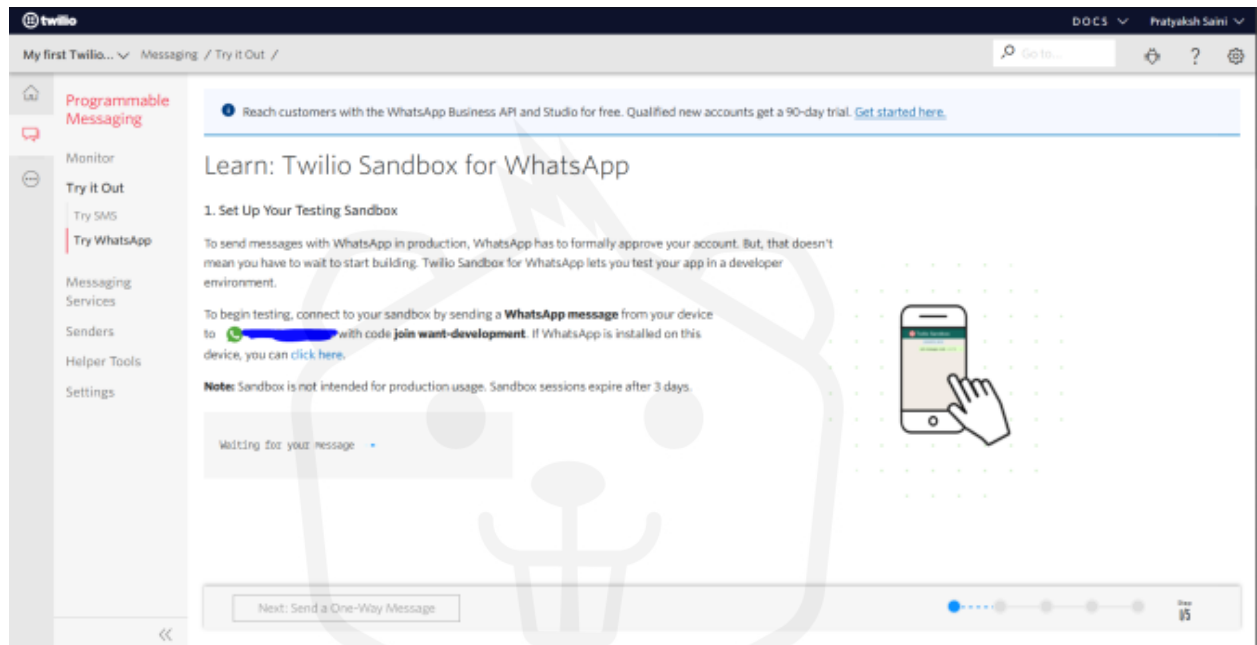 twilio
DOCS Pratyaksh Saini
My first Twilio... Messaging / Try it Out /
Go to...
?
Programmable
Messaging
Monitor
Try it Out
Try SMS
Try WhatsApp
Messaging
Services
Senders
Helper Tools
Settings
Reach customers with the WhatsApp Business API and Studio for free. Qualified new accounts get a 90-day trial. Get started here.
Learn: Twilio Sandbox for WhatsApp
1. Set Up Your Testing Sandbox
To send messages with WhatsApp in production, WhatsApp has to formally approve your account. But, that doesn't
mean you have to wait to start building. Twilio Sandbox for WhatsApp lets you test your app in a developer
environment.
To begin testing, connect to your sandbox by sending a WhatsApp message from your device
to with code join want-development. If WhatsApp is installed on this
device, you can click here.
Note: Sandbox is not intended for production usage. Sandbox sessions expire after 3 days.
Waiting for your message
Twilio Sandbox
Next: Send a One-Way Message
Step
1/5